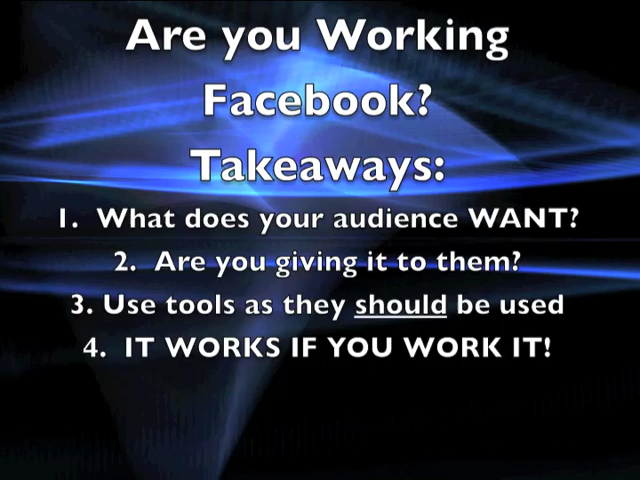 Are you Working
Facebook?
Takeaways:
1. What does your audience WANT?
2. Are you giving it to them?
3. Use tools as they should be used
4. IT WORKS IF YOU WORK IT!